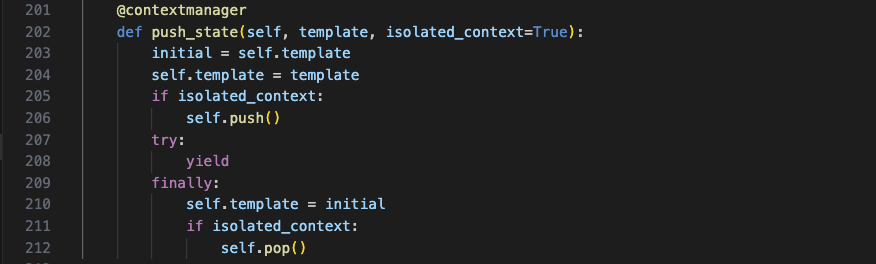 201 @contextmanager
202 def push_state(self, template, isolated_context=True):
203 initial = self.template
204 self.template = template
205 if isolated_context:
206 self.push()
207 try:
208 yield
209 finally:
210 self.template = initial
211 if isolated_context:
212 self.pop()